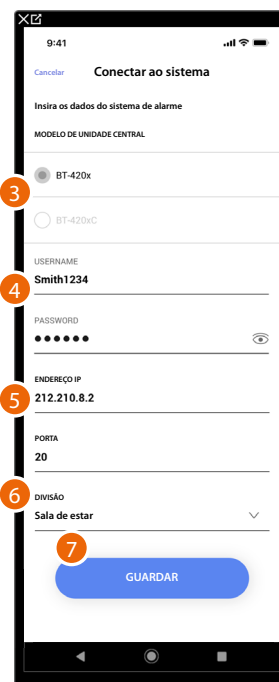 9:41
Cancelar Conectar ao sistema
Insira os dados do sistema de alarme
MODELO DE UNIDADE CENTRAL
BT-420x
3
BT-420xC
USERNAME
4 Smith1234
PASSWORD
●●●●●●
ENDEREÇO IP
5 212.210.8.2
PORTA
20
6 DIVISÃO
Sala de estar
7
GUARDAR